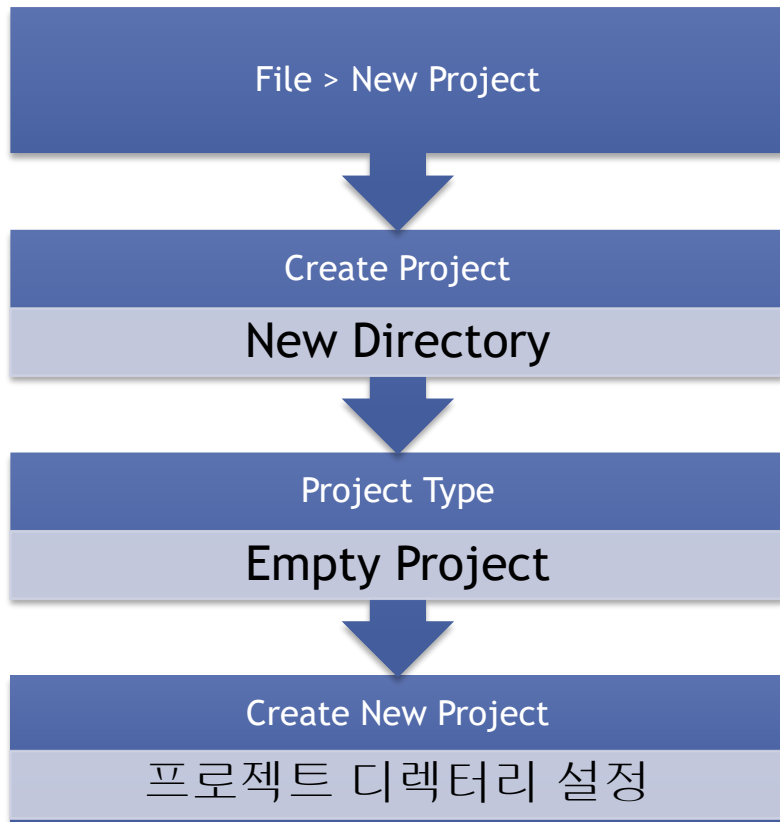 File > New Project
Create Project
New Directory
Project Type
Empty Project
Create New Project
프로젝트 디렉터리 설정